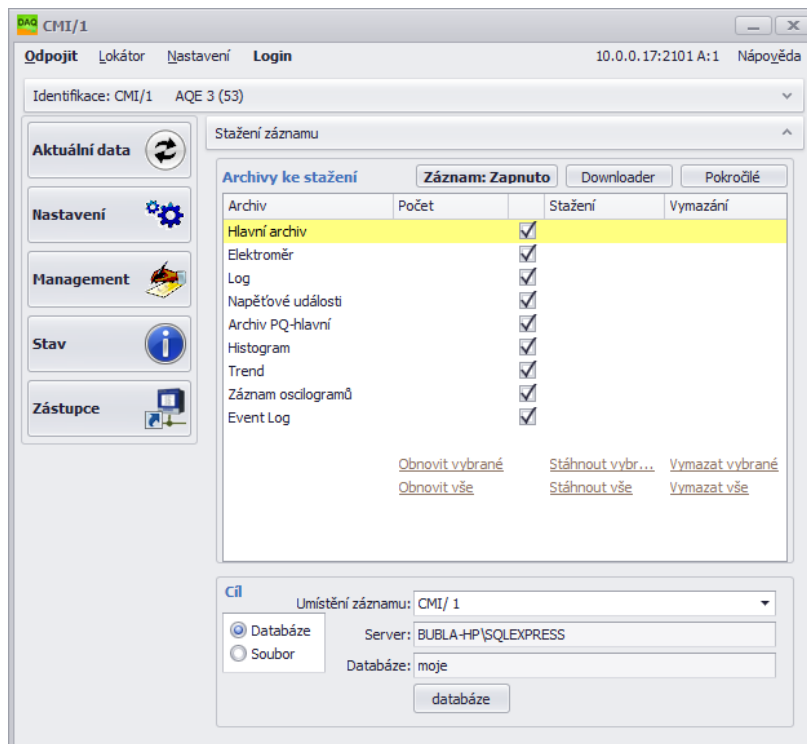 DAQ CMI/1
Odpojit Lokátor Nastavení Login 10.0.0.17:2101 A:1 Nápověda
Identifikace: CMI/1 AQE 3 (53)
Aktuální data
Nastavení
Management
Stav
Zástupce
Stažení záznamu
Archivy ke stažení Záznam: Zapnuto Downloader Pokročilé
Archiv Počet Stažení Vymazání
Hlavní archiv
Elektroměr
Log
Napěťové události
Archiv PQ-hlavní
Histogram
Trend
Záznam oscilogramů
Event Log
Obnovit vybrané Stáhnout vybr... Vymazat vybrané
Obnovit vše Stáhnout vše Vymazat vše
Cíl
Umístění záznamu: CMI/ 1
Databáze
Soubor
Server: BUBLA-HP\SQLEXPRESS
Databáze: moje
databáze